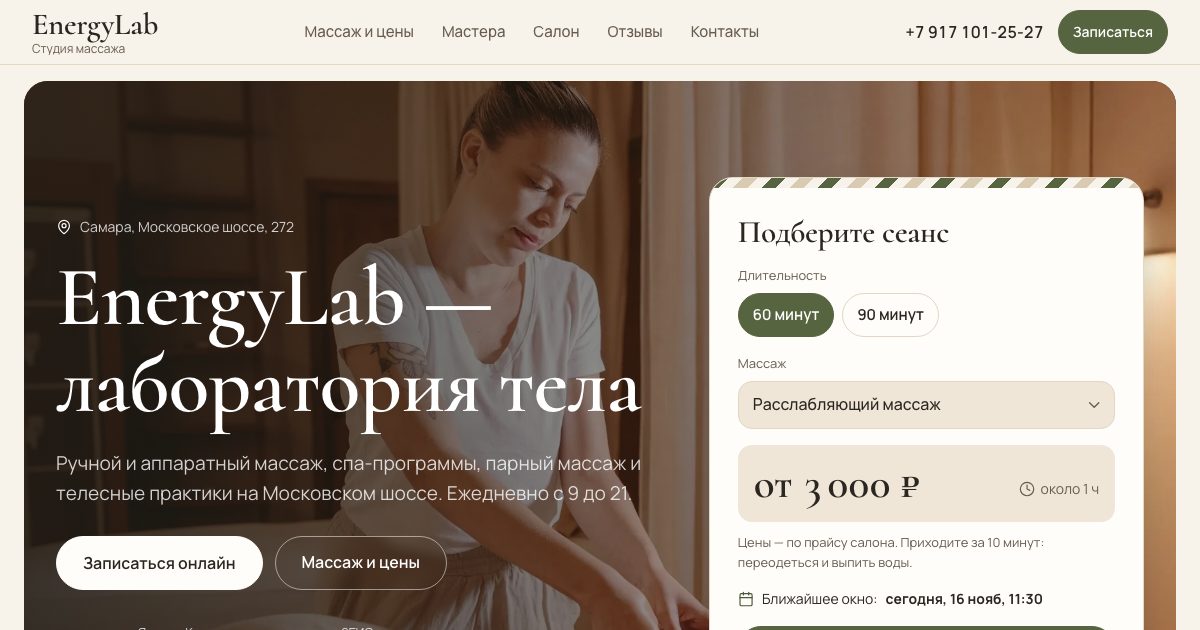 EnergyLab
Студия массажа
Массаж и цены
Мастера
Салон
Отзывы
Контакты
+7 917 101-25-27
Записаться
Самара, Московское шоссе, 272
EnergyLab —
лаборатория тела
Ручной и аппаратный массаж, спа-программы, парный массаж и
телесные практики на Московском шоссе. Ежедневно с 9 до 21.
Записаться онлайн
Массаж и цены
Подберите сеанс
Длительность
60 минут
90 минут
Массаж
Расслабляющий массаж
от 3 000 ₽
около 1 ч
Цены — по прайсу салона. Приходите за 10 минут:
переодеться и выпить воды.
Ближайшее окно: сегодня, 16 нояб, 11:30